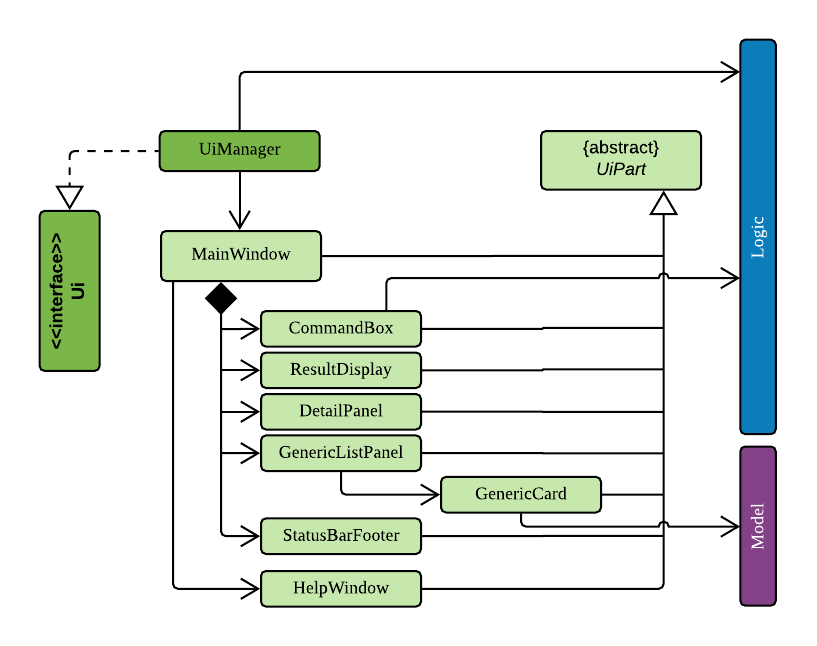 UiManager
{abstract}
UiPart
<<interface>>
Ui
MainWindow
Logic
CommandBox
ResultDisplay
DetailPanel
GenericListPanel
GenericCard
StatusBarFooter
HelpWindow
Model